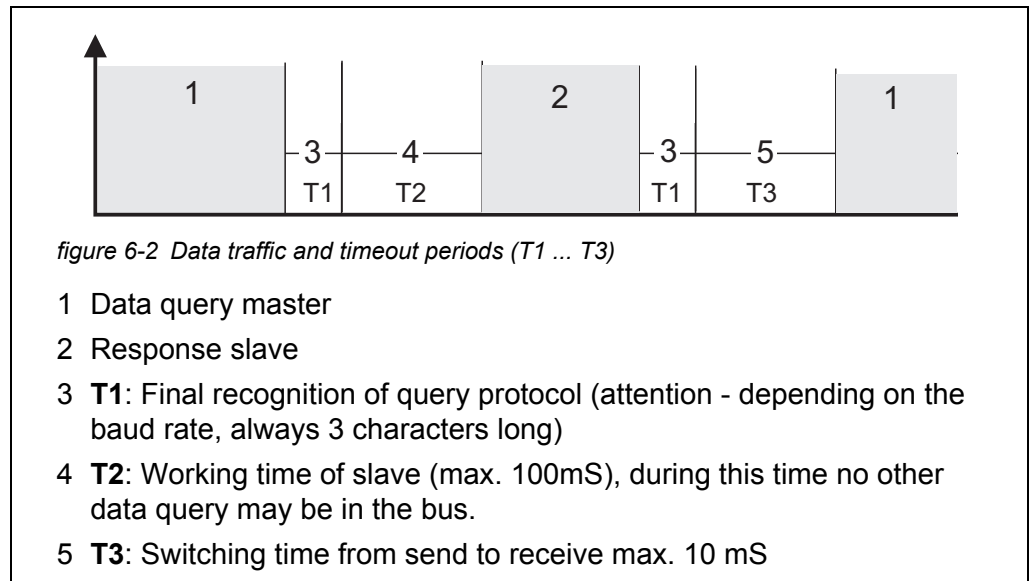 1
2
1
3
4
3
5
T1
T2
T1
T3
figure 6-2 Data traffic and timeout periods (T1 ... T3)
1 Data query master
2 Response slave
3 T1: Final recognition of query protocol (attention - depending on the
baud rate, always 3 characters long)
4 T2: Working time of slave (max. 100mS), during this time no other
data query may be in the bus.
5 T3: Switching time from send to receive max. 10 mS